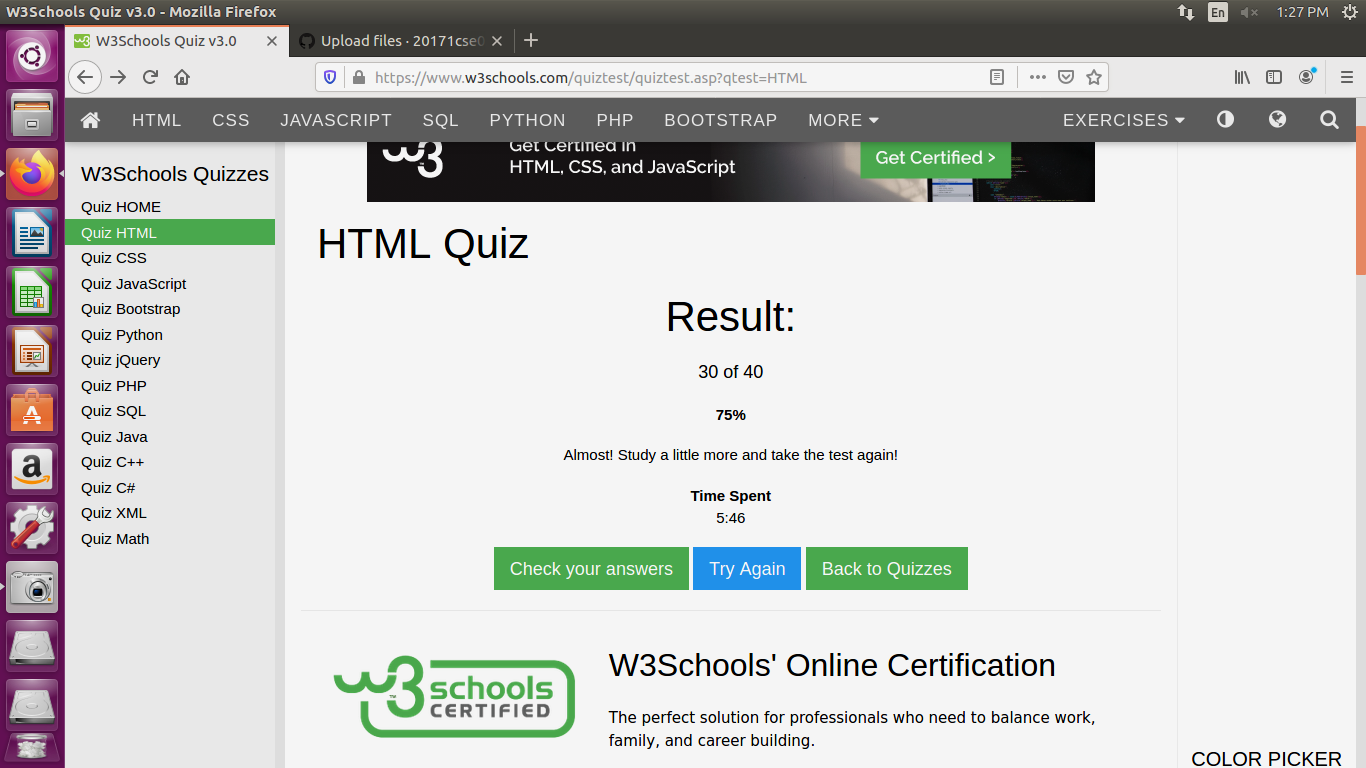 W3Schools Quiz v3.0 - Mozilla Firefox
En
1:27 PM
W3Schools Quiz v3.0
Upload files · 20171cse0
https://www.w3schools.com/quiztest/quiztest.asp?qtest=HTML
HTML CSS JAVASCRIPT SQL PYTHON PHP BOOTSTRAP MORE EXERCISES
W3Schools Quizzes
Quiz HOME
Quiz HTML
Quiz CSS
Quiz JavaScript
Quiz Bootstrap
Quiz Python
Quiz jQuery
Quiz PHP
Quiz SQL
Quiz Java
Quiz C++
Quiz C#
Quiz XML
Quiz Math
w3
Get Certified in
HTML, CSS, and JavaScript
Get Certified >
HTML Quiz
Result:
30 of 40
75%
Almost! Study a little more and take the test again!
Time Spent
5:46
Check your answers Try Again Back to Quizzes
w3schools
™
CERTIFIED
W3Schools' Online Certification
The perfect solution for professionals who need to balance work,
family, and career building.
COLOR PICKER